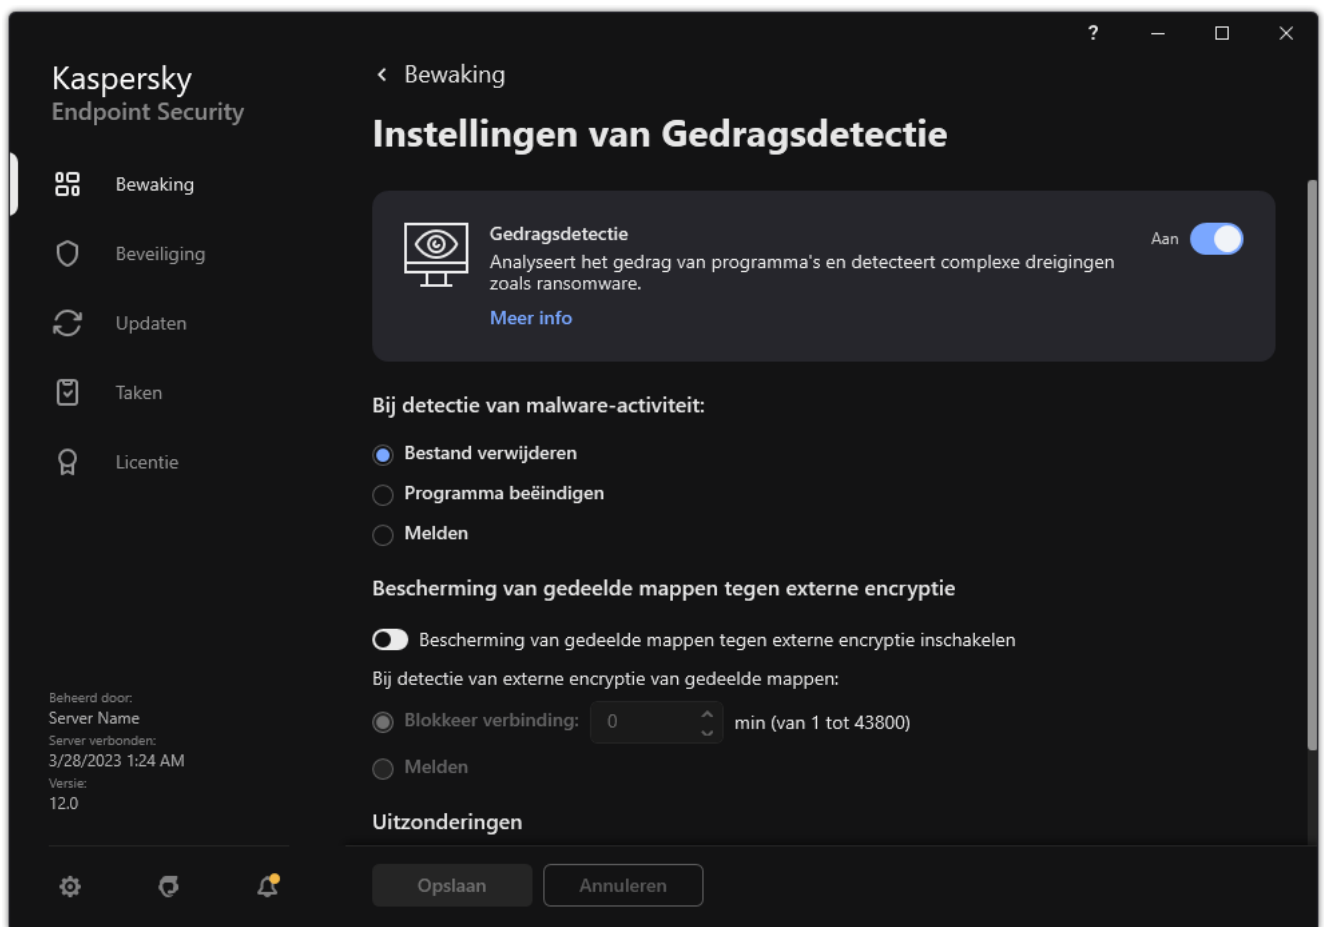 ?
Kaspersky
Endpoint Security
Bewaking
Beveiliging
Updaten
Taken
Licentie
Beheerd door:
Server Name
Server verbonden:
3/28/2023 1:24 AM
Versie:
12.0
Bewaking
Instellingen van Gedragsdetectie
Gedragsdetectie
Aan
Analyseert het gedrag van programma's en detecteert complexe dreigingen
zoals ransomware.
Meer info
Bij detectie van malware-activiteit:
Bestand verwijderen
Programma beëindigen
Melden
Bescherming van gedeelde mappen tegen externe encryptie
Bescherming van gedeelde mappen tegen externe encryptie inschakelen
Bij detectie van externe encryptie van gedeelde mappen:
Blokkeer verbinding: 0 min (van 1 tot 43800)
Melden
Uitzonderingen
Opslaan Annuleren